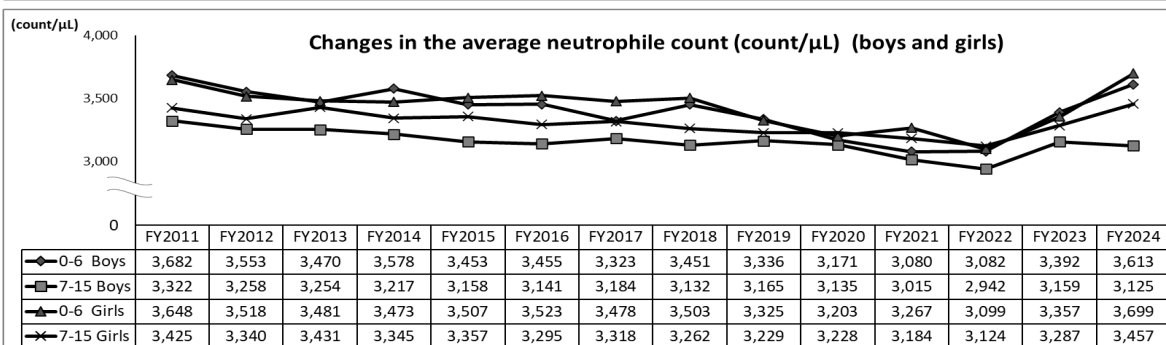 (count/μL)
Changes in the average neutrophile count (count/μL) (boys and girls)
4,000
3,500
3,000
0
FY2011 FY2012 FY2013 FY2014 FY2015 FY2016 FY2017 FY2018 FY2019 FY2020 FY2021 FY2022 FY2023 FY2024
0-6 Boys 3,682 3,553 3,470 3,578 3,453 3,455 3,323 3,451 3,336 3,171 3,080 3,082 3,392 3,613
7-15 Boys 3,322 3,258 3,254 3,217 3,158 3,141 3,184 3,132 3,165 3,135 3,015 2,942 3,159 3,125
0-6 Girls 3,648 3,518 3,481 3,473 3,507 3,523 3,478 3,503 3,325 3,203 3,267 3,099 3,357 3,699
7-15 Girls 3,425 3,340 3,431 3,345 3,357 3,295 3,318 3,262 3,229 3,228 3,184 3,124 3,287 3,457